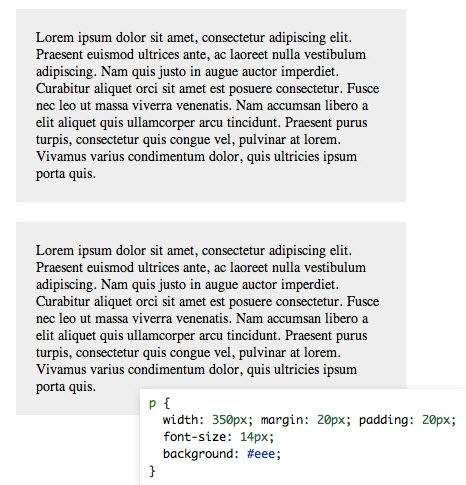 Lorem ipsum dolor sit amet, consectetur adipiscing elit.
Praesent euismod ultrices ante, ac laoreet nulla vestibulum
adipiscing. Nam quis justo in augue auctor imperdiet.
Curabitur aliquet orci sit amet est posuere consectetur. Fusce
nec leo ut massa viverra venenatis. Nam accumsan libero a
elit aliquet quis ullamcorper arcu tincidunt. Praesent purus
turpis, consectetur quis congue vel, pulvinar at lorem.
Vivamus varius condimentum dolor, quis ultricies ipsum
porta quis.
Lorem ipsum dolor sit amet, consectetur adipiscing elit.
Praesent euismod ultrices ante, ac laoreet nulla vestibulum
adipiscing. Nam quis justo in augue auctor imperdiet.
Curabitur aliquet orci sit amet est posuere consectetur. Fusce
nec leo ut massa viverra venenatis. Nam accumsan libero a
elit aliquet quis ullamcorper arcu tincidunt. Praesent purus
turpis, consectetur quis congue vel, pulvinar at lorem.
Vivamus varius condimentum dolor, quis ultricies ipsum
porta quis.
p {
  width: 350px; margin: 20px; padding: 20px;
  font-size: 14px;
  background: #eee;
}